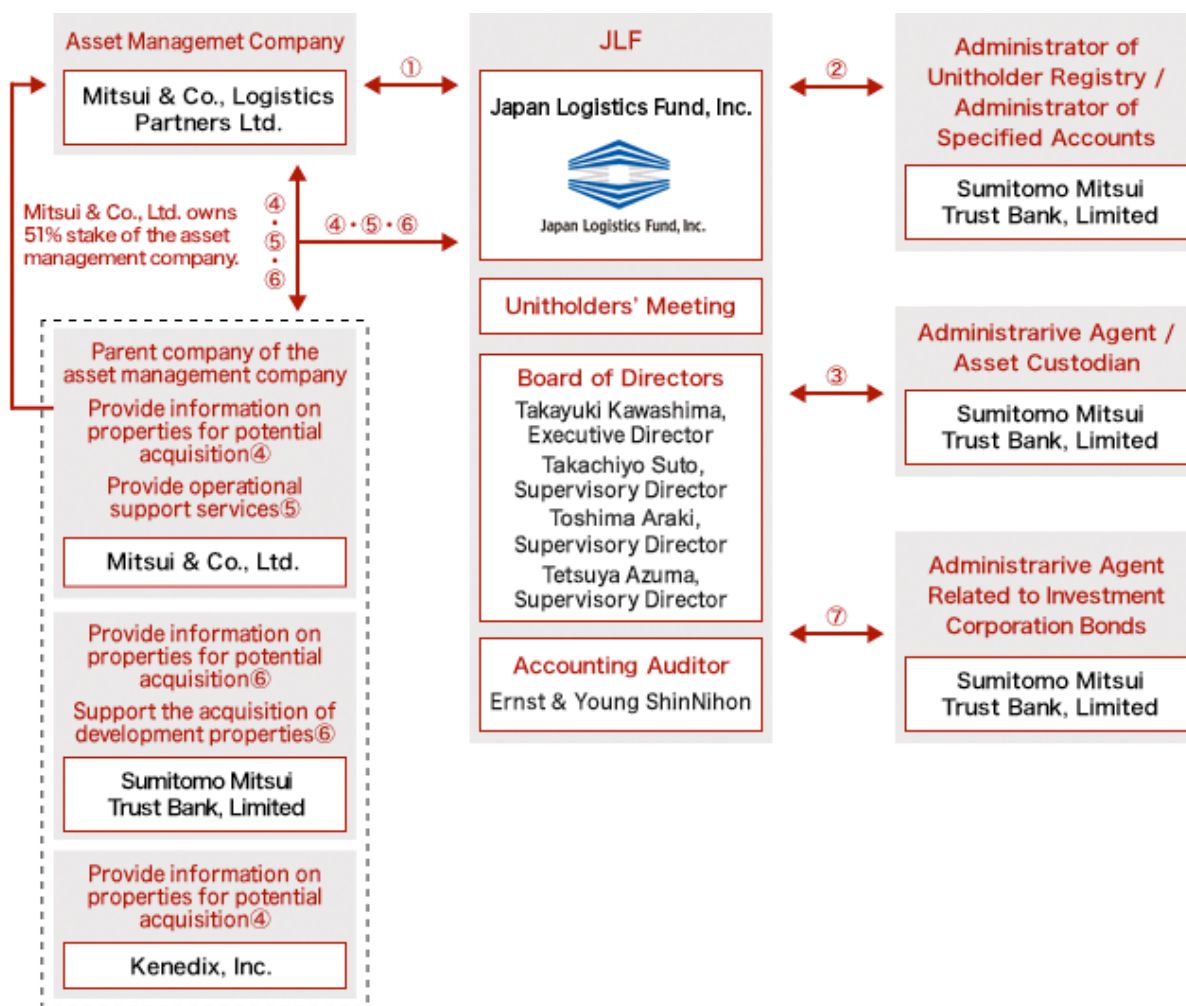 Asset Managemet Company
Mitsui & Co., Logistics
Partners Ltd.
①
Mitsui & Co., Ltd. owns
51% stake of the asset
management company.
④
・
⑤
・
⑥
④・⑤・⑥
Parent company of the
asset management company
Provide information on
properties for potential
acquisition④
Provide operational
support services⑤
Mitsui & Co., Ltd.
Provide information on
properties for potential
acquisition⑥
Support the acquisition of
development properties⑥
Sumitomo Mitsui
Trust Bank, Limited
Provide information on
properties for potential
acquisition④
Kenedix, Inc.
JLF
Japan Logistics Fund, Inc.
Japan Logistics Fund, Inc.
Unitholders' Meeting
Board of Directors
Takayuki Kawashima,
Executive Director
Takachiyo Suto,
Supervisory Director
Toshima Araki,
Supervisory Director
Tetsuya Azuma,
Supervisory Director
Accounting Auditor
Ernst & Young ShinNihon
②
Administrator of
Unitholder Registry /
Administrator of
Specified Accounts
Sumitomo Mitsui
Trust Bank, Limited
③
Administrarive Agent /
Asset Custodian
Sumitomo Mitsui
Trust Bank, Limited
⑦
Administrarive Agent
Related to Investment
Corporation Bonds
Sumitomo Mitsui
Trust Bank, Limited